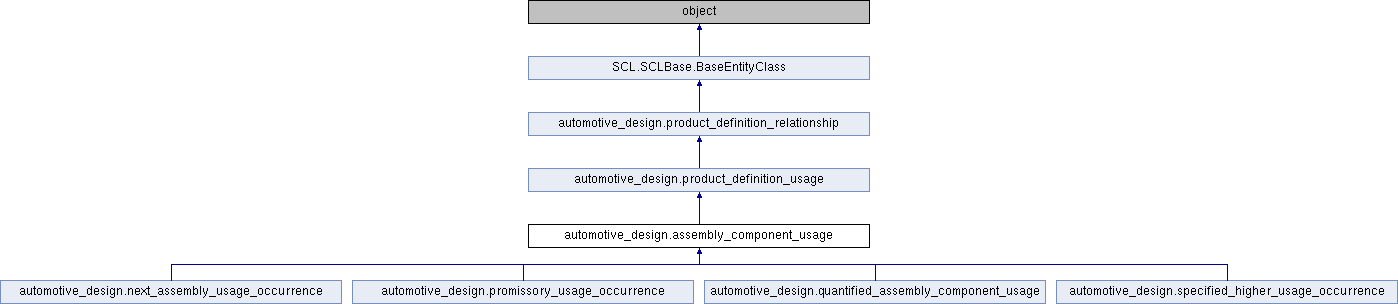 object
SCL.SCLBase.BaseEntityClass
automotive_design.product_definition_relationship
automotive_design.product_definition_usage
automotive_design.assembly_component_usage
automotive_design.next_assembly_usage_occurrence
automotive_design.promissory_usage_occurrence
automotive_design.quantified_assembly_component_usage
automotive_design.specified_higher_usage_occurrence